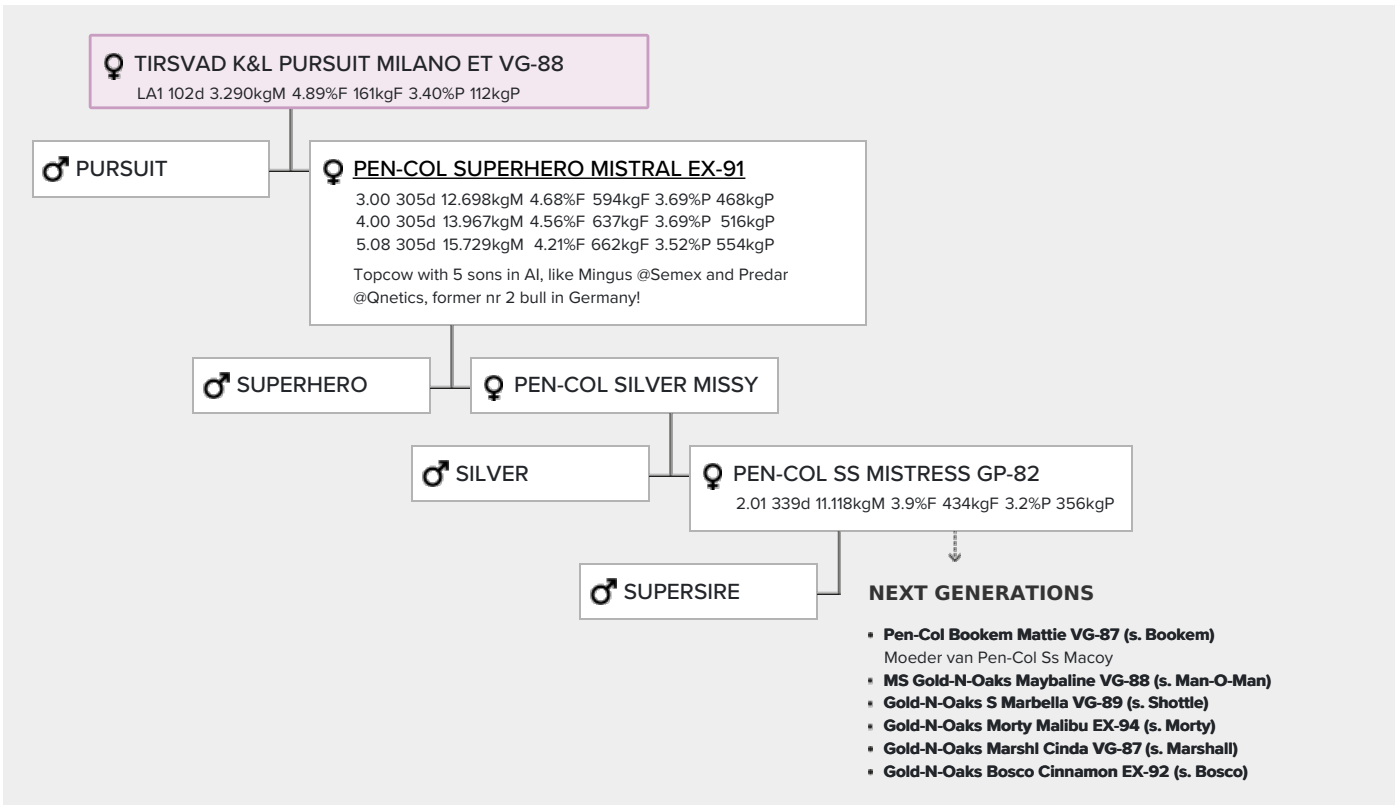 TIRSVAD K&L PURSUIT MILANO ET VG-88
LA1 102d 3.290kgM 4.89%F 161kgF 3.40%P 112kgP
PURSUIT
PEN-COL SUPERHERO MISTRAL EX-91
3.00 305d 12.698kgM 4.68%F 594kgF 3.69%P 468kgP
4.00 305d 13.967kgM 4.56%F 637kgF 3.69%P 516kgP
5.08 305d 15.729kgM 4.21%F 662kgF 3.52%P 554kgP
Topcow with 5 sons in AI, like Mingus @Semex and Predar
@Qnetics, former nr 2 bull in Germany!
SUPERHERO
PEN-COL SILVER MISSY
SILVER
PEN-COL SS MISTRESS GP-82
2.01 339d 11.118kgM 3.9%F 434kgF 3.2%P 356kgP
SUPERSIRE
NEXT GENERATIONS
Pen-Col Bookem Mattie VG-87 (s. Bookem)
Moeder van Pen-Col Ss Macoy
MS Gold-N-Oaks Maybaline VG-88 (s. Man-O-Man)
Gold-N-Oaks S Marbella VG-89 (s. Shottle)
Gold-N-Oaks Morty Malibu EX-94 (s. Morty)
Gold-N-Oaks Marshl Cinda VG-87 (s. Marshall)
Gold-N-Oaks Bosco Cinnamon EX-92 (s. Bosco)